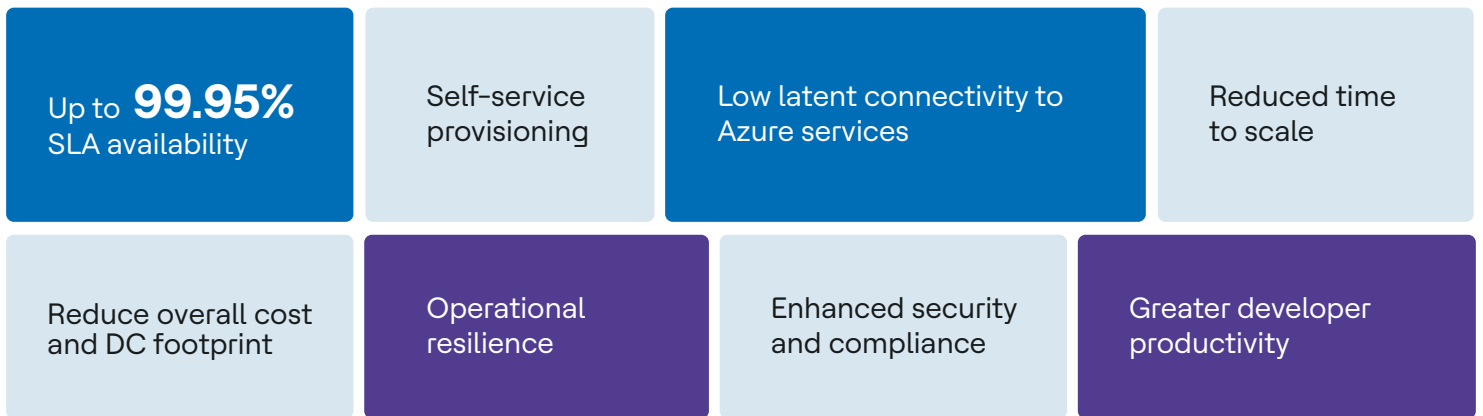 Up to 99.95%
SLA availability
Self-service
provisioning
Low latent connectivity to
Azure services
Reduced time
to scale
Reduce overall cost
and DC footprint
Operational
resilience
Enhanced security
and compliance
Greater developer
productivity